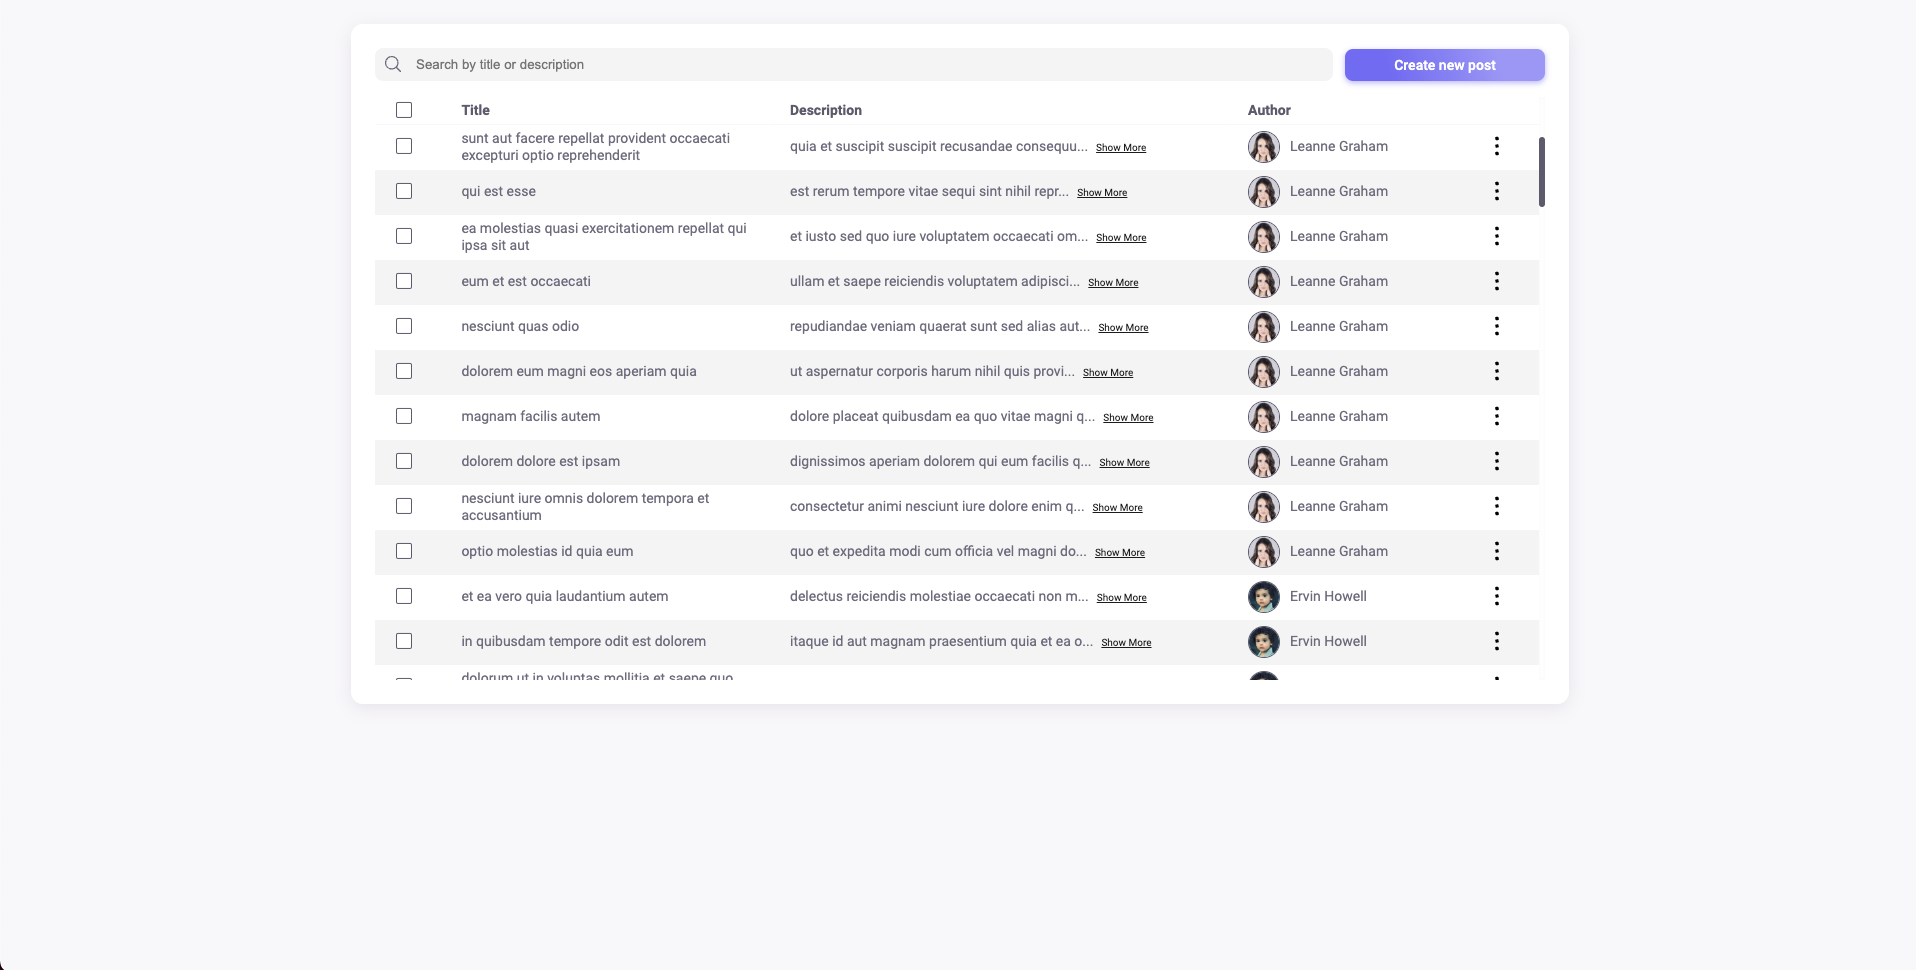 Search by title or description
Create new post
Title Description Author
sunt aut facere repellat provident occaecati
excepturi optio reprehenderit
quia et suscipit suscipit recusandae consequu... Show More Leanne Graham
qui est esse est rerum tempore vitae sequi sint nihil repr... Show More Leanne Graham
ea molestias quasi exercitationem repellat qui
ipsa sit aut
et iusto sed quo iure voluptatem occaecati om... Show More Leanne Graham
eum et est occaecati ullam et saepe reiciendis voluptatem adipisci... Show More Leanne Graham
nesciunt quas odio repudiandae veniam quaerat sunt sed alias aut... Show More Leanne Graham
dolorem eum magni eos aperiam quia ut aspernatur corporis harum nihil quis provi... Show More Leanne Graham
magnam facilis autem dolore placeat quibusdam ea quo vitae magni q... Show More Leanne Graham
dolorem dolore est ipsam dignissimos aperiam dolorem qui eum facilis q... Show More Leanne Graham
nesciunt iure omnis dolorem tempora et
accusantium
consectetur animi nesciunt iure dolore enim q... Show More Leanne Graham
optio molestias id quia eum quo et expedita modi cum officia vel magni do... Show More Leanne Graham
et ea vero quia laudantium autem delectus reiciendis molestiae occaecati non m... Show More Ervin Howell
in quibusdam tempore odit est dolorem itaque id aut magnam praesentium quia et ea o... Show More Ervin Howell
dolorum ut in voluptas mollitia et saepe quo